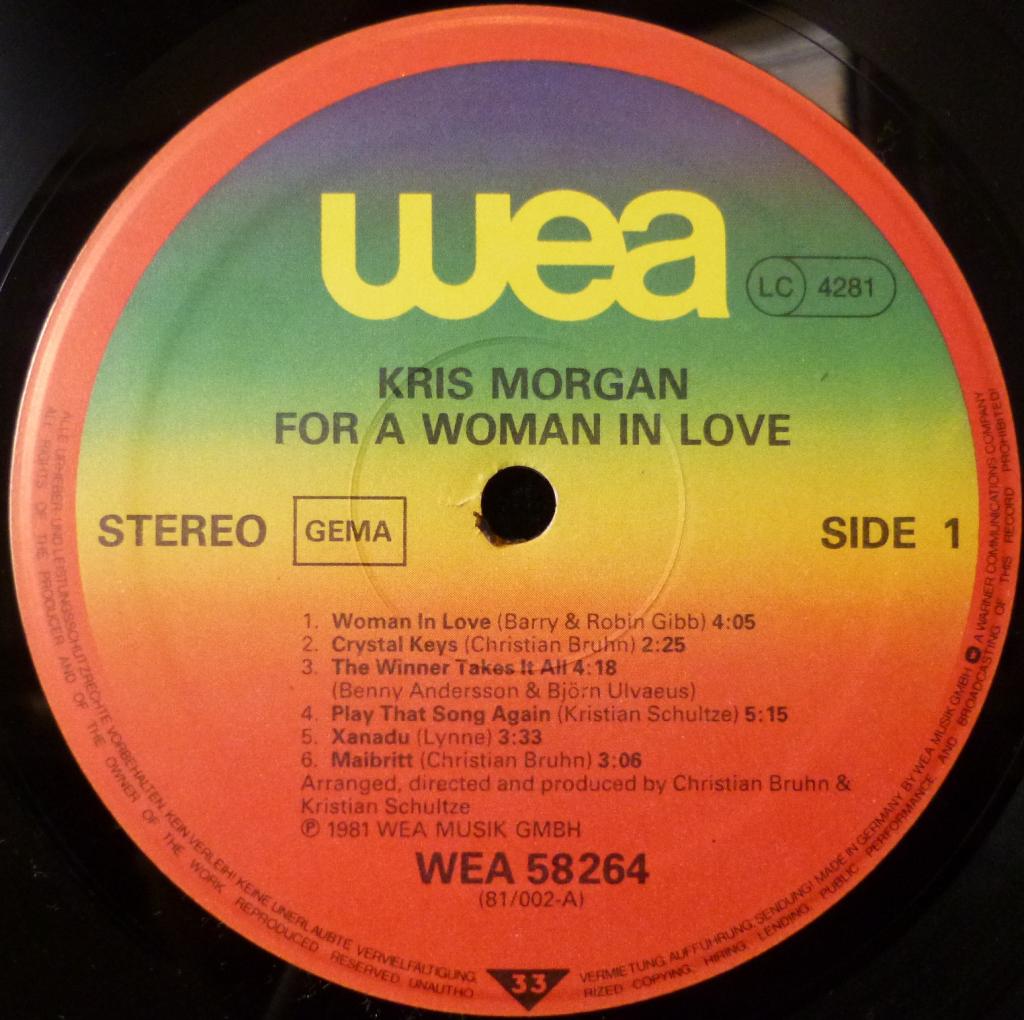 wea
LC 4281
KRIS MORGAN
FOR A WOMAN IN LOVE
STEREO GEMA SIDE 1
1. Woman In Love (Barry & Robin Gibb) 4:05
2. Crystal Keys (Christian Bruhn) 2:25
3. The Winner Takes It All 4:18
(Benny Andersson & Björn Ulvaeus)
4. Play That Song Again (Kristian Schultze) 5:15
5. Xanadu (Lynne) 3:33
6. Maibritt (Christian Bruhn) 3:06
Arranged, directed and produced by Christian Bruhn &
Kristian Schultze
℗ 1981 WEA MUSIK GMBH
WEA 58264
(81/002-A)
33
ALLE URHEBER- UND LEISTUNGSSCHUTZRECHTE VORBEHALTEN. KEIN VERLEIH! KEINE UNERLAUBTE VERVIELFÄLTIGUNG, VERMIETUNG, AUFFÜHRUNG, SENDUNG! MADE IN GERMANY BY WEA MUSIK GMBH A WARNER COMMUNICATIONS COMPANY
ALL RIGHTS OF THE PRODUCER AND OF THE OWNER OF THE WORK REPRODUCED RESERVED. UNAUTHORIZED COPYING, HIRING, LENDING, PUBLIC PERFORMANCE AND BROADCASTING OF THIS RECORD PROHIBITED!